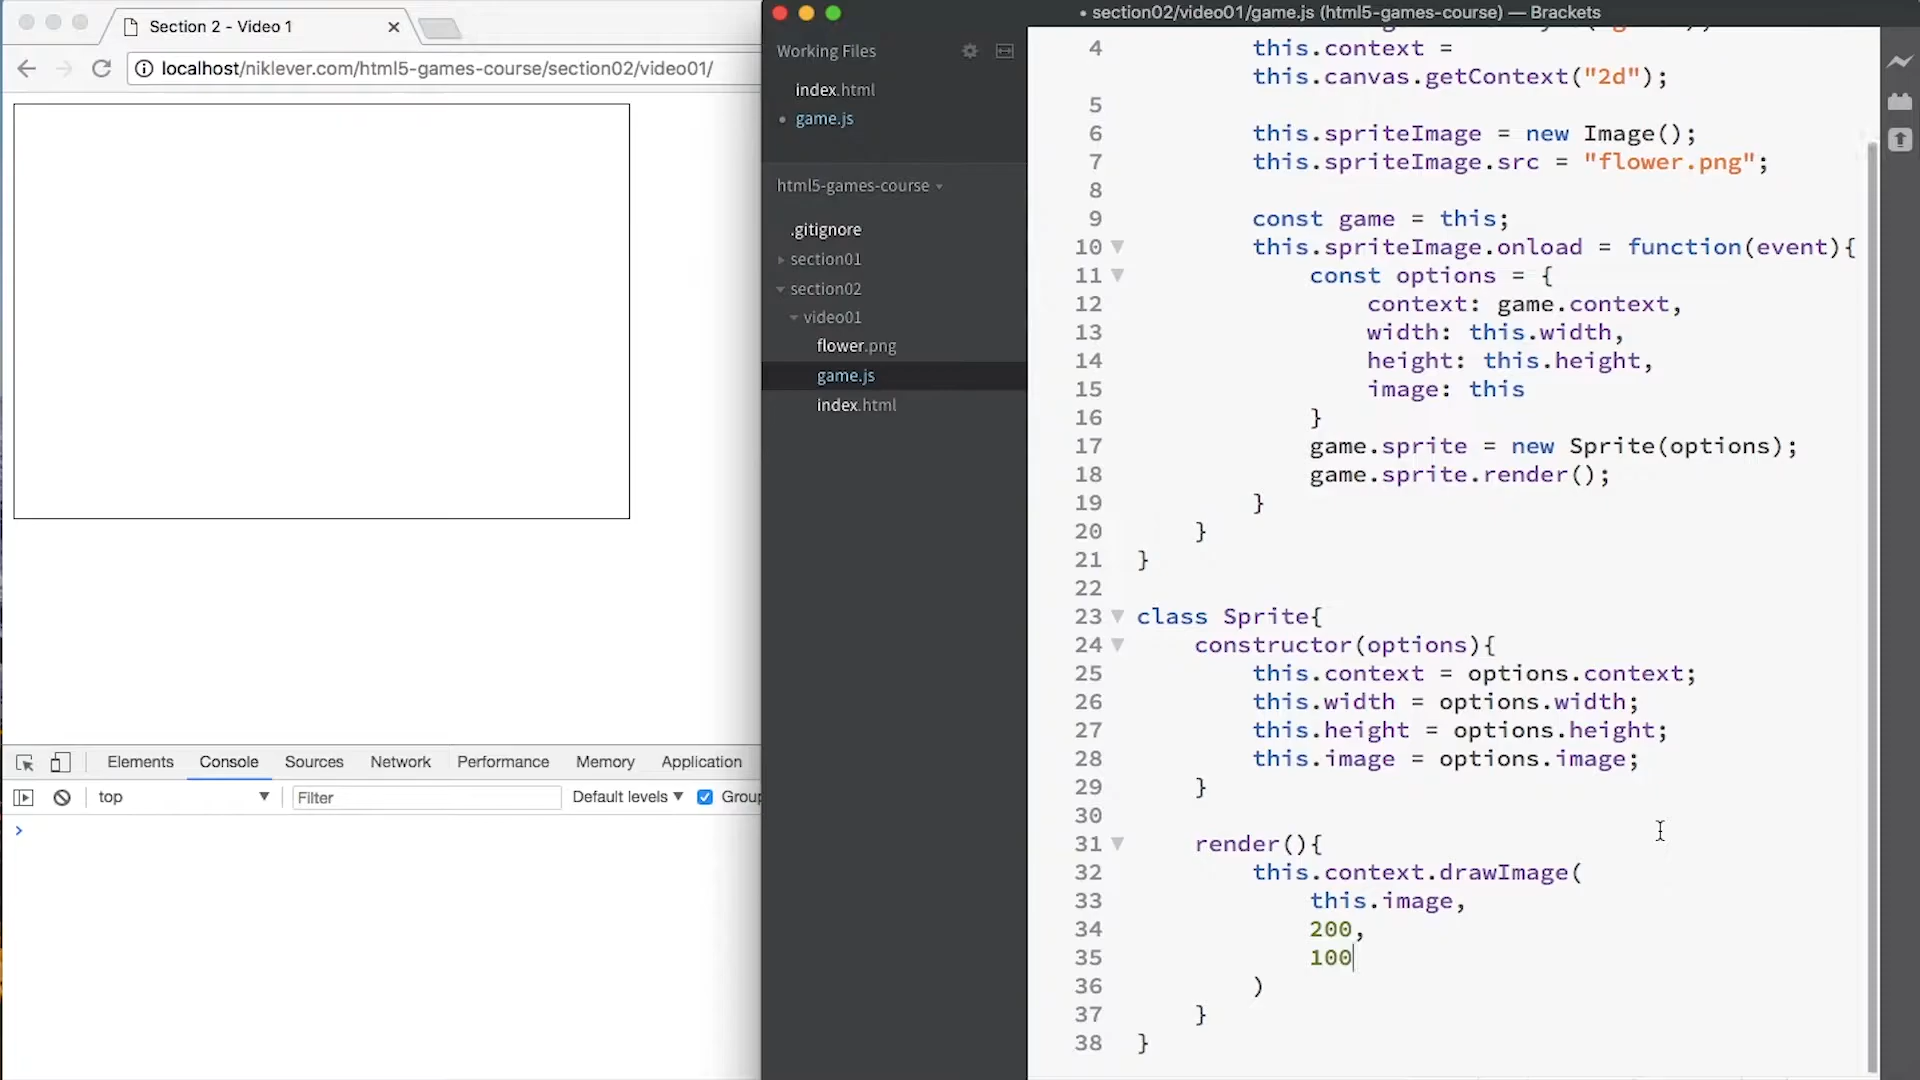 Section 2 - Video 1
localhost/niklever.com/html5-games-course/section02/video01/
Elements Console Sources Network Performance Memory Application
top
Filter
Default levels
Group
>
• section02/video01/game.js (html5-games-course) — Brackets
Working Files
index.html
• game.js
html5-games-course
.gitignore
section01
section02
video01
flower.png
game.js
index.html
4 this.context =
this.canvas.getContext("2d");
5
6 this.spriteImage = new Image();
7 this.spriteImage.src = "flower.png";
8
9 const game = this;
10 this.spriteImage.onload = function(event){
11 const options = {
12 context: game.context,
13 width: this.width,
14 height: this.height,
15 image: this
16 }
17 game.sprite = new Sprite(options);
18 game.sprite.render();
19 }
20 }
21 }
22
23 class Sprite{
24 constructor(options){
25 this.context = options.context;
26 this.width = options.width;
27 this.height = options.height;
28 this.image = options.image;
29 }
30
31 render(){
32 this.context.drawImage(
33 this.image,
34 200,
35 100
36 )
37 }
38 }